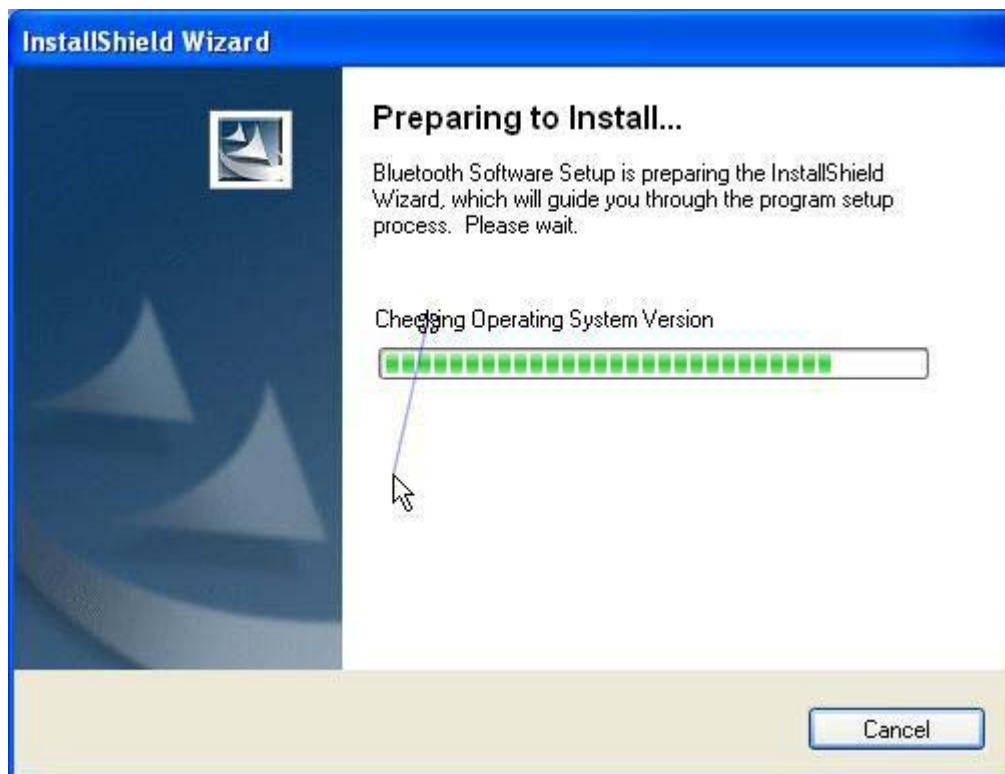 InstallShield Wizard
Preparing to Install...
Bluetooth Software Setup is preparing the InstallShield
Wizard, which will guide you through the program setup
process.  Please wait.
Checking Operating System Version
Cancel